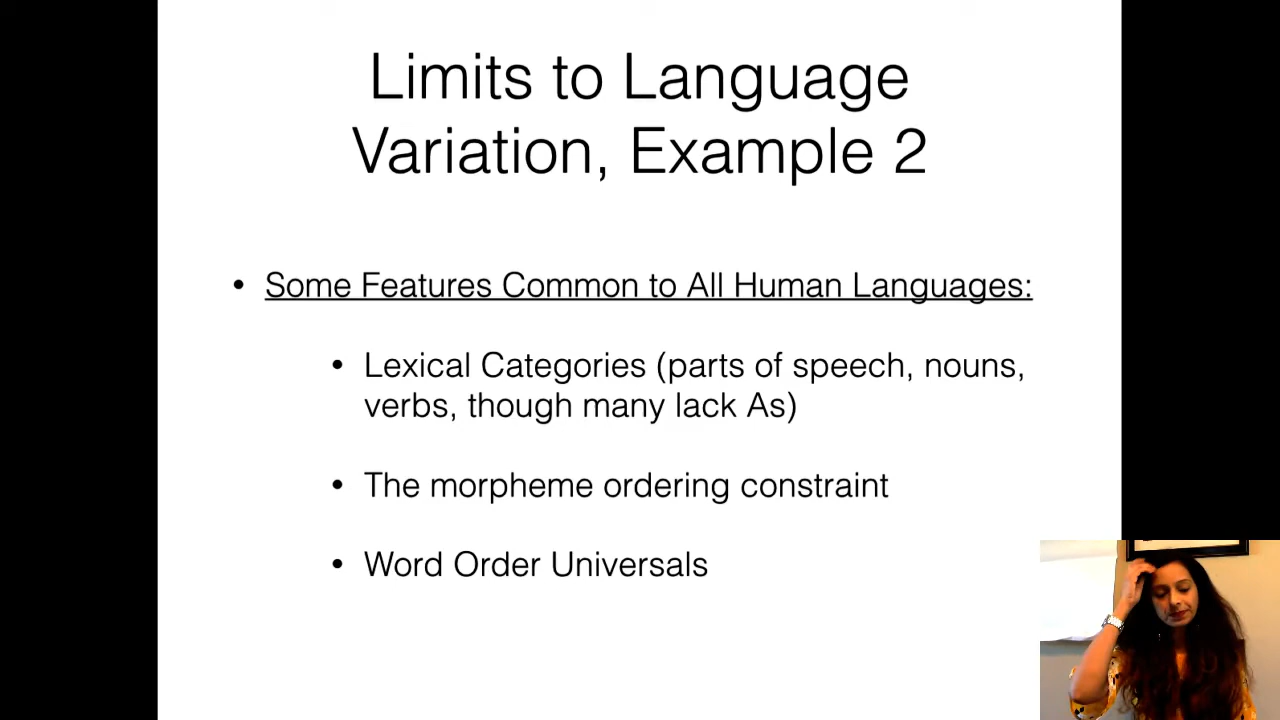 Limits to Language
Variation, Example 2
• Some Features Common to All Human Languages:
• Lexical Categories (parts of speech, nouns,
verbs, though many lack As)
• The morpheme ordering constraint
• Word Order Universals